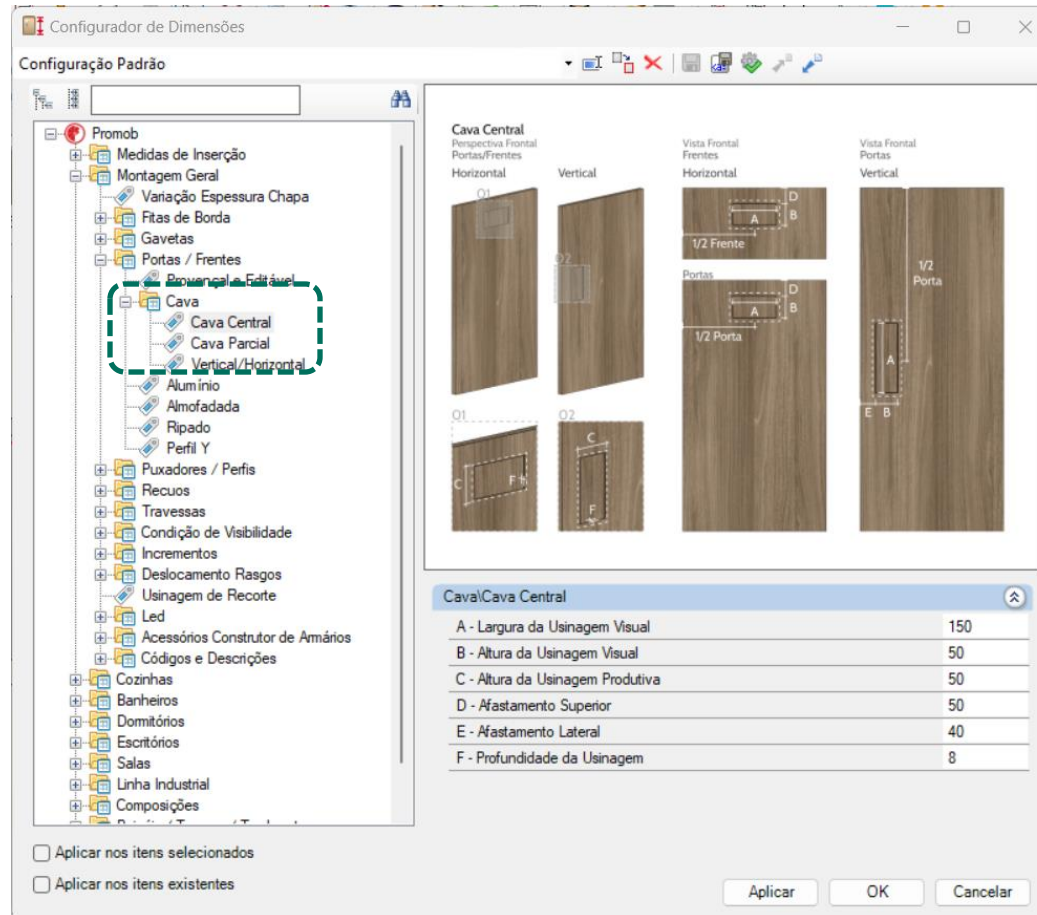 Configurador de Dimensões
Configuração Padrão
Promob
Medidas de Inserção
Montagem Geral
Variação Espessura Chapa
Fitas de Borda
Gavetas
Portas / Frentes
Provençal e Editável
Cava
Cava Central
Cava Parcial
Vertical/Horizontal
Alumínio
Almofadada
Ripado
Perfil Y
Puxadores / Perfis
Recuos
Travessas
Condição de Visibilidade
Incrementos
Deslocamento Rasgos
Usinagem de Recorte
Led
Acessórios Construtor de Armários
Códigos e Descrições
Cozinhas
Banheiros
Dormitórios
Escritórios
Salas
Linha Industrial
Composições
Aplicar nos itens selecionados
Aplicar nos itens existentes
Cava Central
Perspectiva Frontal
Portas/Frentes
Horizontal Vertical
O1
O2
O1 O2
C F
C
F
Vista Frontal
Frentes
Horizontal
D
A B
1/2 Frente
Portas
D
A B
1/2 Porta
Vista Frontal
Portas
Vertical
1/2
Porta
A
E B
Cava\Cava Central
A - Largura da Usinagem Visual 150
B - Altura da Usinagem Visual 50
C - Altura da Usinagem Produtiva 50
D - Afastamento Superior 50
E - Afastamento Lateral 40
F - Profundidade da Usinagem 8
Aplicar OK Cancelar